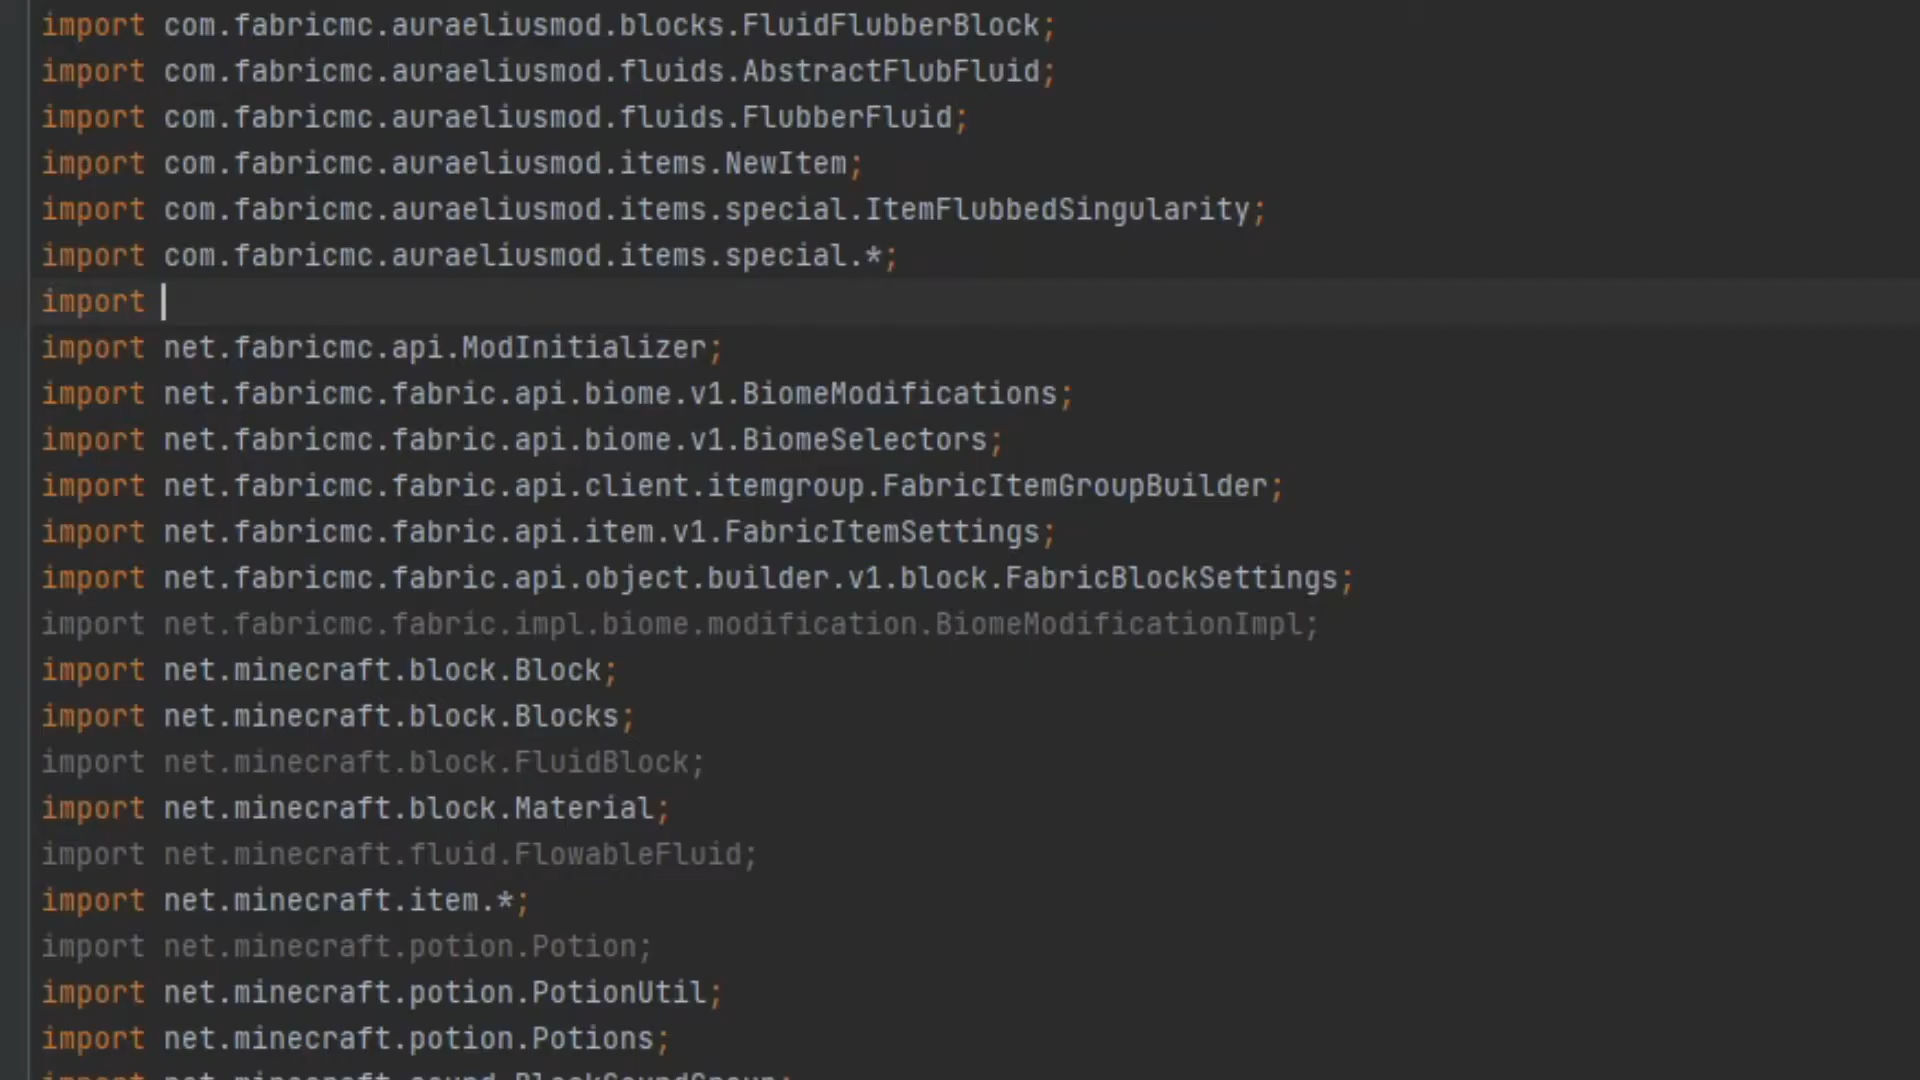 import com.fabricmc.auraeliusmod.blocks.FluidFlubberBlock;
import com.fabricmc.auraeliusmod.fluids.AbstractFlubFluid;
import com.fabricmc.auraeliusmod.fluids.FlubberFluid;
import com.fabricmc.auraeliusmod.items.NewItem;
import com.fabricmc.auraeliusmod.items.special.ItemFlubbedSingularity;
import com.fabricmc.auraeliusmod.items.special.*;
import
import net.fabricmc.api.ModInitializer;
import net.fabricmc.fabric.api.biome.v1.BiomeModifications;
import net.fabricmc.fabric.api.biome.v1.BiomeSelectors;
import net.fabricmc.fabric.api.client.itemgroup.FabricItemGroupBuilder;
import net.fabricmc.fabric.api.item.v1.FabricItemSettings;
import net.fabricmc.fabric.api.object.builder.v1.block.FabricBlockSettings;
import net.fabricmc.fabric.impl.biome.modification.BiomeModificationImpl;
import net.minecraft.block.Block;
import net.minecraft.block.Blocks;
import net.minecraft.block.FluidBlock;
import net.minecraft.block.Material;
import net.minecraft.fluid.FlowableFluid;
import net.minecraft.item.*;
import net.minecraft.potion.Potion;
import net.minecraft.potion.PotionUtil;
import net.minecraft.potion.Potions;
import net.minecraft.sound.BlockSoundGroup;